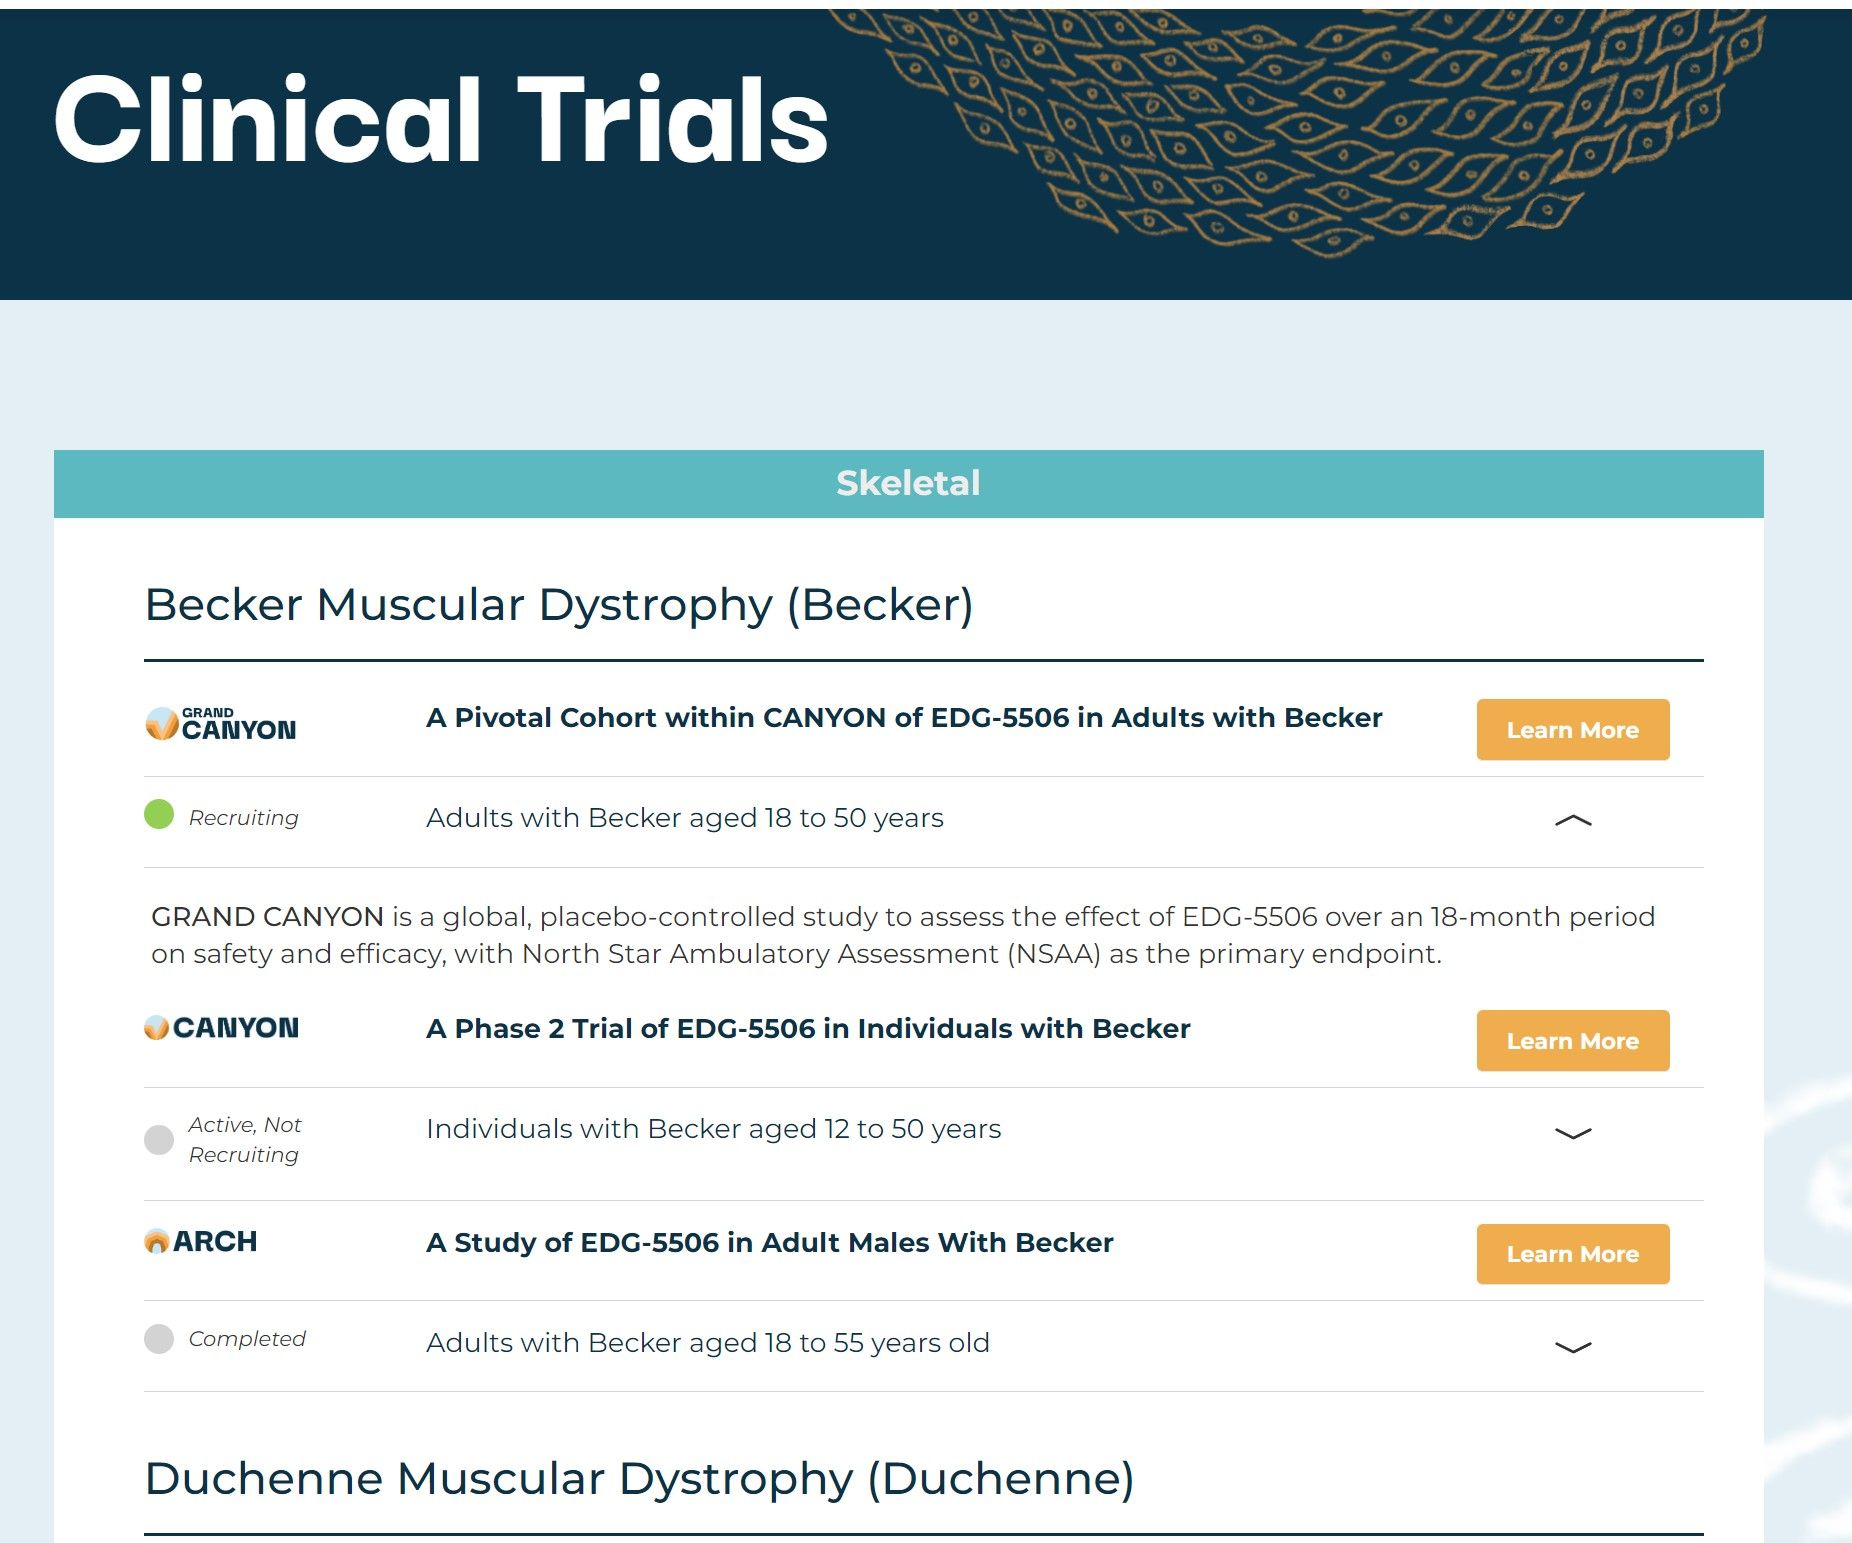 Clinical Trials
Skeletal
Becker Muscular Dystrophy (Becker)
GRAND
CANYON
A Pivotal Cohort within CANYON of EDG-5506 in Adults with Becker
Learn More
Recruiting
Adults with Becker aged 18 to 50 years
GRAND CANYON is a global, placebo-controlled study to assess the effect of EDG-5506 over an 18-month period
on safety and efficacy, with North Star Ambulatory Assessment (NSAA) as the primary endpoint.
CANYON
A Phase 2 Trial of EDG-5506 in Individuals with Becker
Learn More
Active, Not
Recruiting
Individuals with Becker aged 12 to 50 years
ARCH
A Study of EDG-5506 in Adult Males With Becker
Learn More
Completed
Adults with Becker aged 18 to 55 years old
Duchenne Muscular Dystrophy (Duchenne)